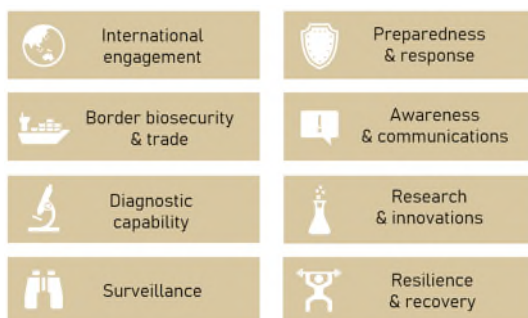 International
engagement
Preparedness
& response
Border biosecurity
& trade
!
Awareness
& communications
Diagnostic
capability
Research
& innovations
Surveillance
Resilience
& recovery